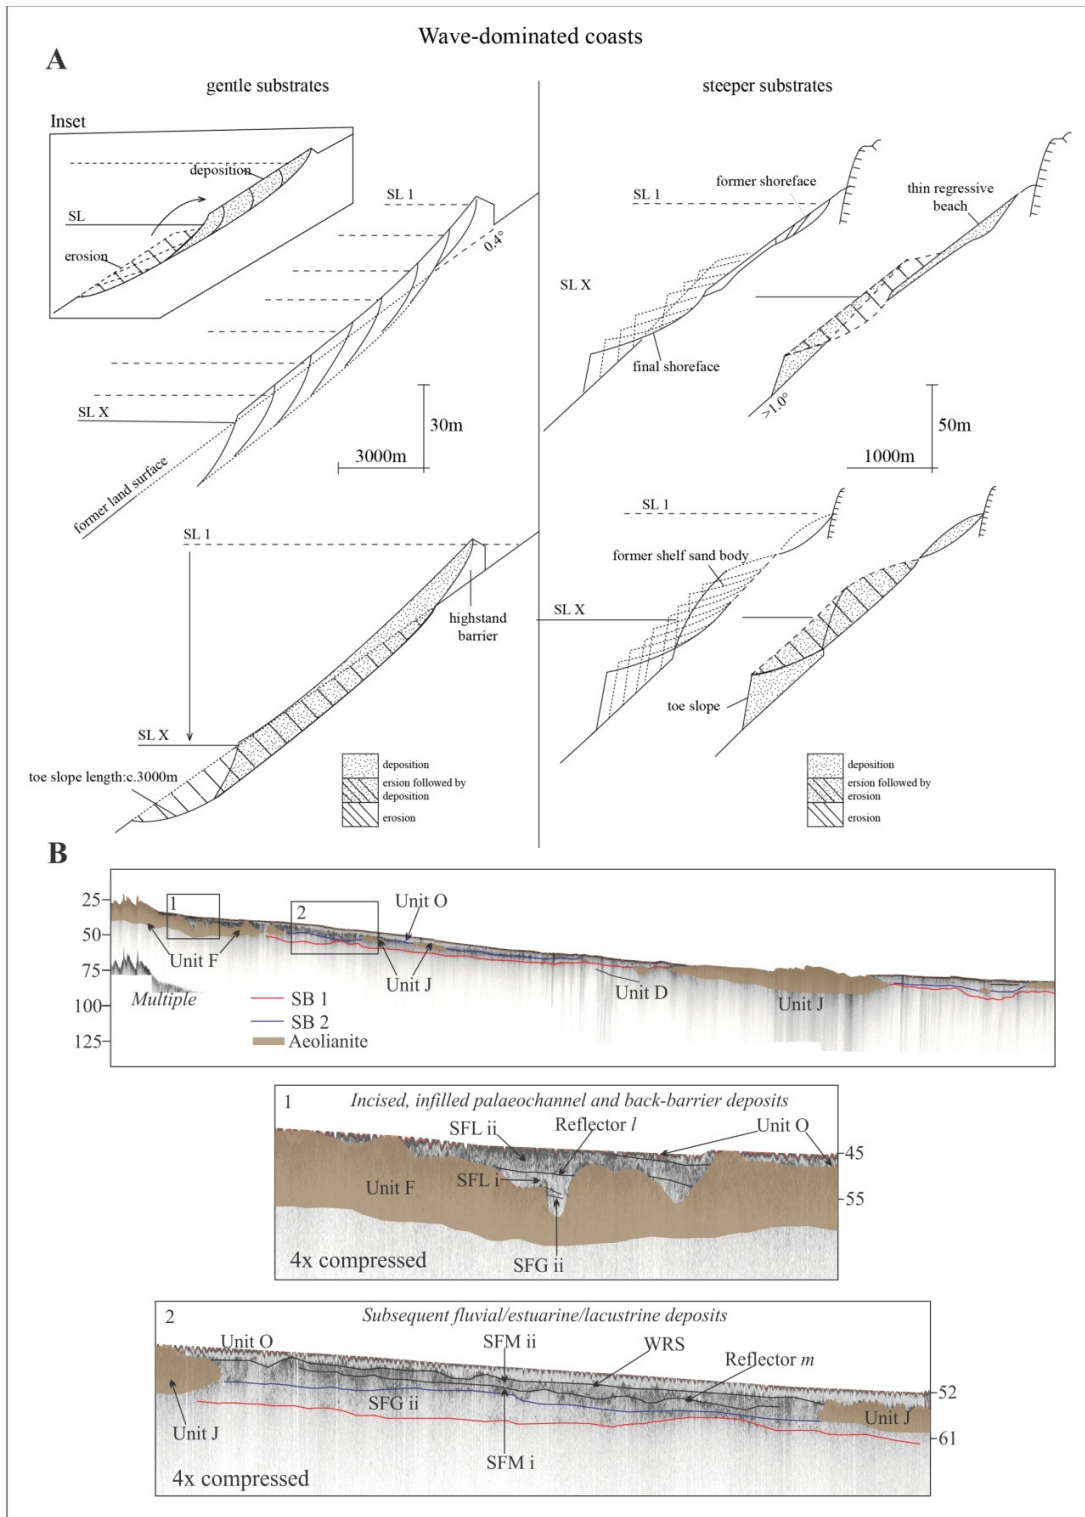 Wave-dominated coasts
A
gentle substrates
steeper substrates
Inset
deposition
SL
erosion
SL 1
0.4°
SL X
30m
3000m
former land surface
SL 1
former shoreface
thin regressive
beach
SL X
final shoreface
>1.0°
50m
1000m
SL 1
highstand
barrier
SL X
toe slope length:c.3000m
deposition
ersion followed by
deposition
erosion
SL 1
former shelf sand body
SL X
toe slope
deposition
ersion followed by
erosion
erosion
B
25
50
75
100
125
1
2
Unit O
Unit F
Unit J
Unit D
Unit J
Multiple
SB 1
SB 2
Aeolianite
1
Incised, infilled palaeochannel and back-barrier deposits
SFL ii
Reflector l
Unit O
45
SFL i
Unit F
55
4x compressed
SFG ii
2
Subsequent fluvial/estuarine/lacustrine deposits
Unit O
SFM ii
WRS
Reflector m
52
SFG ii
Unit J
Unit J
61
SFM i
4x compressed